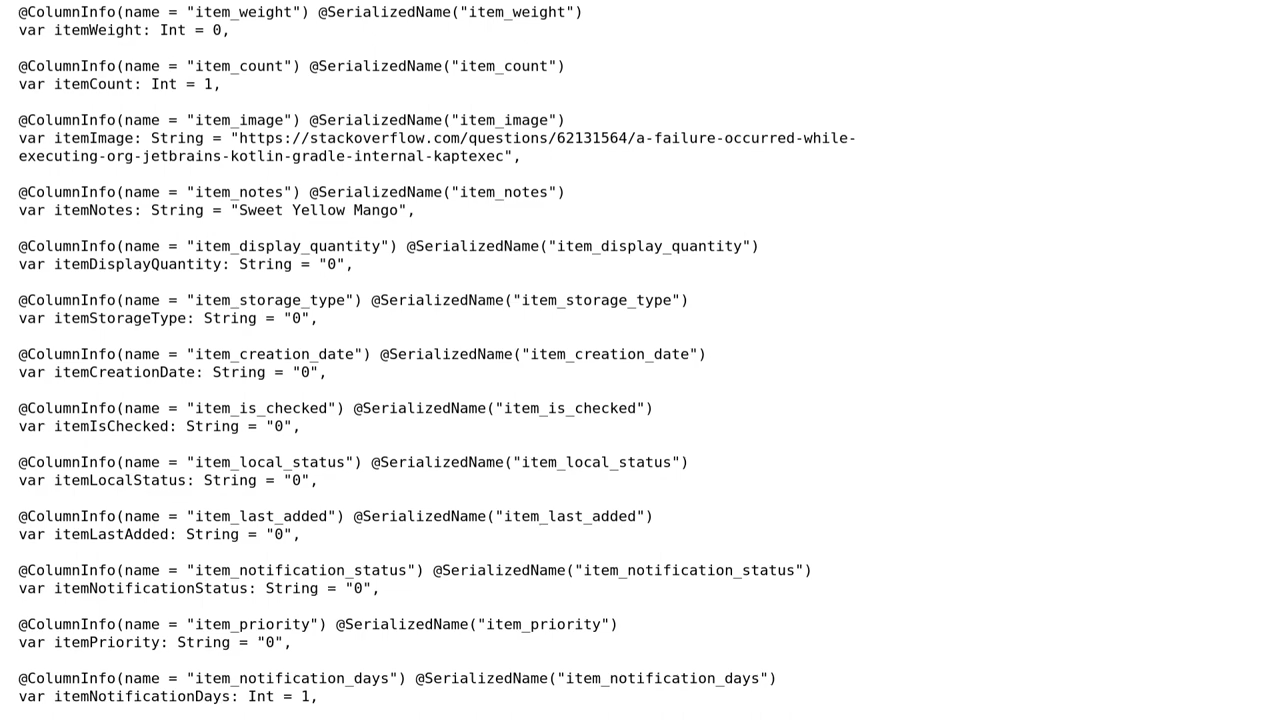 @ColumnInfo(name = "item_weight") @SerializedName("item_weight")
var itemWeight: Int = 0,
@ColumnInfo(name = "item_count") @SerializedName("item_count")
var itemCount: Int = 1,
@ColumnInfo(name = "item_image") @SerializedName("item_image")
var itemImage: String = "https://stackoverflow.com/questions/62131564/a-failure-occurred-while-
executing-org-jetbrains-kotlin-gradle-internal-kaptexec",
@ColumnInfo(name = "item_notes") @SerializedName("item_notes")
var itemNotes: String = "Sweet Yellow Mango",
@ColumnInfo(name = "item_display_quantity") @SerializedName("item_display_quantity")
var itemDisplayQuantity: String = "0",
@ColumnInfo(name = "item_storage_type") @SerializedName("item_storage_type")
var itemStorageType: String = "0",
@ColumnInfo(name = "item_creation_date") @SerializedName("item_creation_date")
var itemCreationDate: String = "0",
@ColumnInfo(name = "item_is_checked") @SerializedName("item_is_checked")
var itemIsChecked: String = "0",
@ColumnInfo(name = "item_local_status") @SerializedName("item_local_status")
var itemLocalStatus: String = "0",
@ColumnInfo(name = "item_last_added") @SerializedName("item_last_added")
var itemLastAdded: String = "0",
@ColumnInfo(name = "item_notification_status") @SerializedName("item_notification_status")
var itemNotificationStatus: String = "0",
@ColumnInfo(name = "item_priority") @SerializedName("item_priority")
var itemPriority: String = "0",
@ColumnInfo(name = "item_notification_days") @SerializedName("item_notification_days")
var itemNotificationDays: Int = 1,